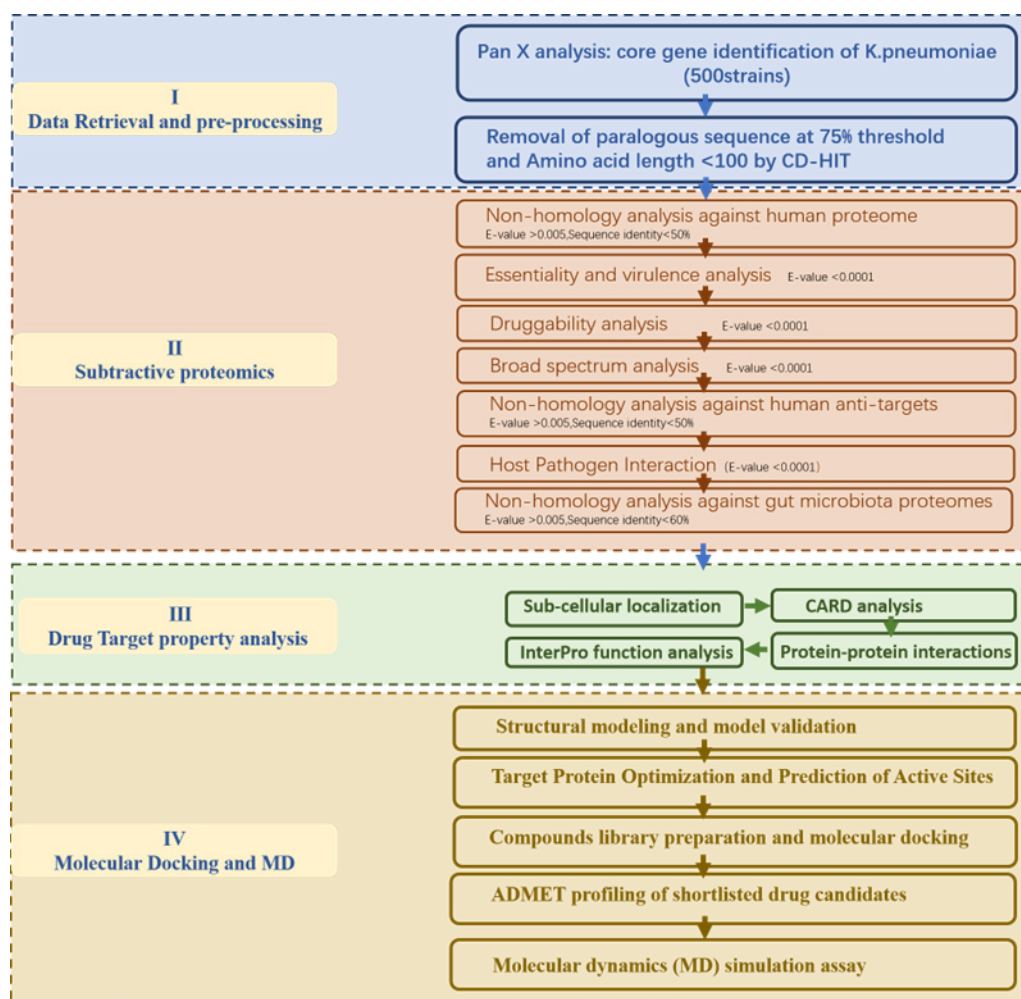 I
Data Retrieval and pre-processing
Pan X analysis: core gene identification of K.pneumoniae
(500strains)
Removal of paralogous sequence at 75% threshold
and Amino acid length <100 by CD-HIT
II
Subtractive proteomics
Non-homology analysis against human proteome
E-value >0.005,Sequence identity<50%
Essentiality and virulence analysis E-value <0.0001
Druggability analysis E-value <0.0001
Broad spectrum analysis E-value <0.0001
Non-homology analysis against human anti-targets
E-value >0.005,Sequence identity<50%
Host Pathogen Interaction (E-value <0.0001)
Non-homology analysis against gut microbiota proteomes
E-value >0.005,Sequence identity<60%
III
Drug Target property analysis
Sub-cellular localization
CARD analysis
InterPro function analysis
Protein-protein interactions
IV
Molecular Docking and MD
Structural modeling and model validation
Target Protein Optimization and Prediction of Active Sites
Compounds library preparation and molecular docking
ADMET profiling of shortlisted drug candidates
Molecular dynamics (MD) simulation assay